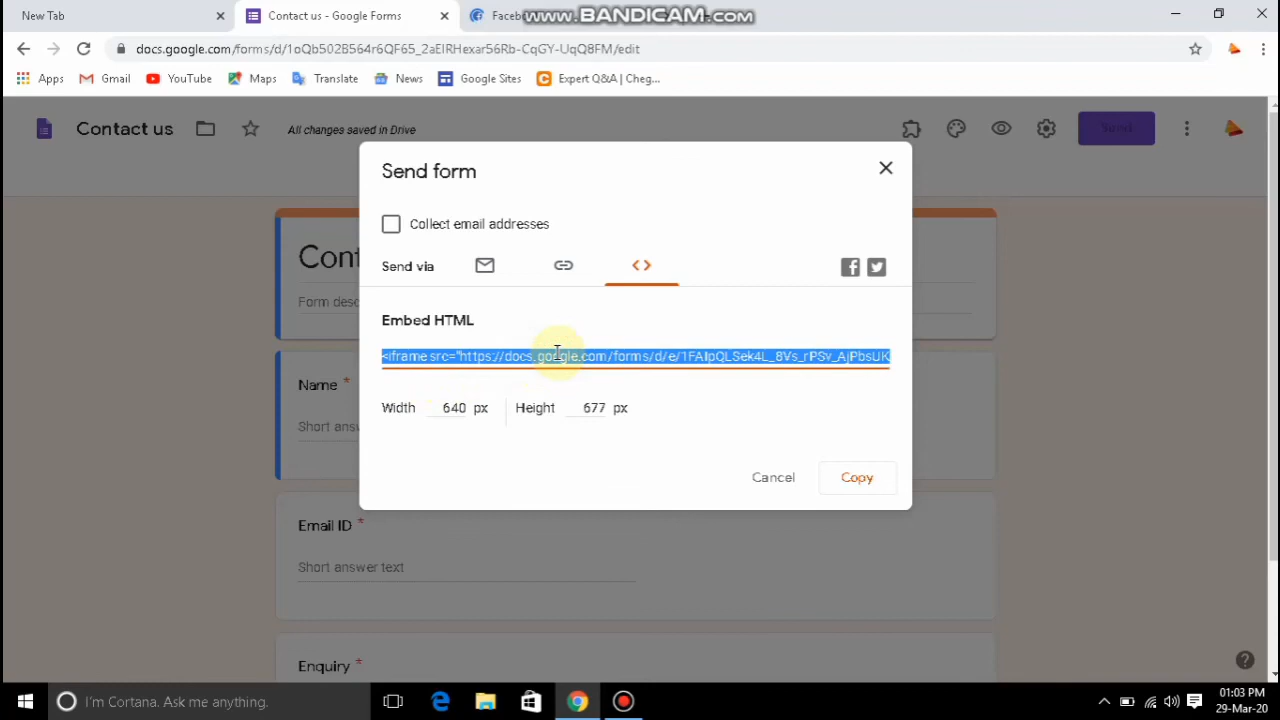 New Tab
Contact us - Google Forms
Faceb
www.BANDICAM.com
docs.google.com/forms/d/1oQb502B564r6QF65_2aEIRHexar56Rb-CqGY-UqQ8FM/edit
Apps
Gmail
YouTube
Maps
Translate
News
Google Sites
Expert Q&A | Cheg...
Contact us
All changes saved in Drive
Send
Send form
Collect email addresses
Send via
Embed HTML
<iframe src="https://docs.google.com/forms/d/e/1FAIpQLSek4L_8Vs_rPSv_AjPbsUK
Width 640 px
Height 677 px
Cancel
Copy
Cont
Form desc
Name *
Short answ
Email ID *
Short answer text
Enquiry *
I'm Cortana. Ask me anything.
01:03 PM
29-Mar-20